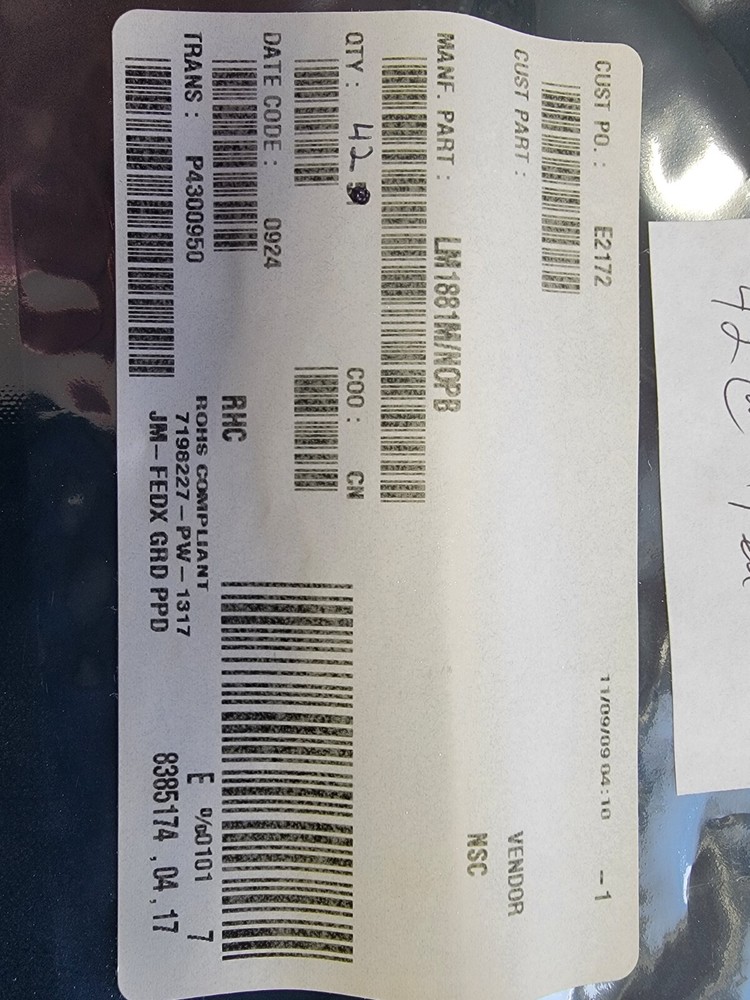 CUST PO. : E2172 11/09/09 04:10 --1
CUST PART : VENDOR
NSC
MANF. PART : LM1881M/NOPB
QTY : 42 COO : CN
DATE CODE : 0924 RHC
TRANS : P4300950 ROHS COMPLIANT E %0101 7
7198227-PW-1317
JM-FEDX GRD PPD 8385174 .04 .17
42